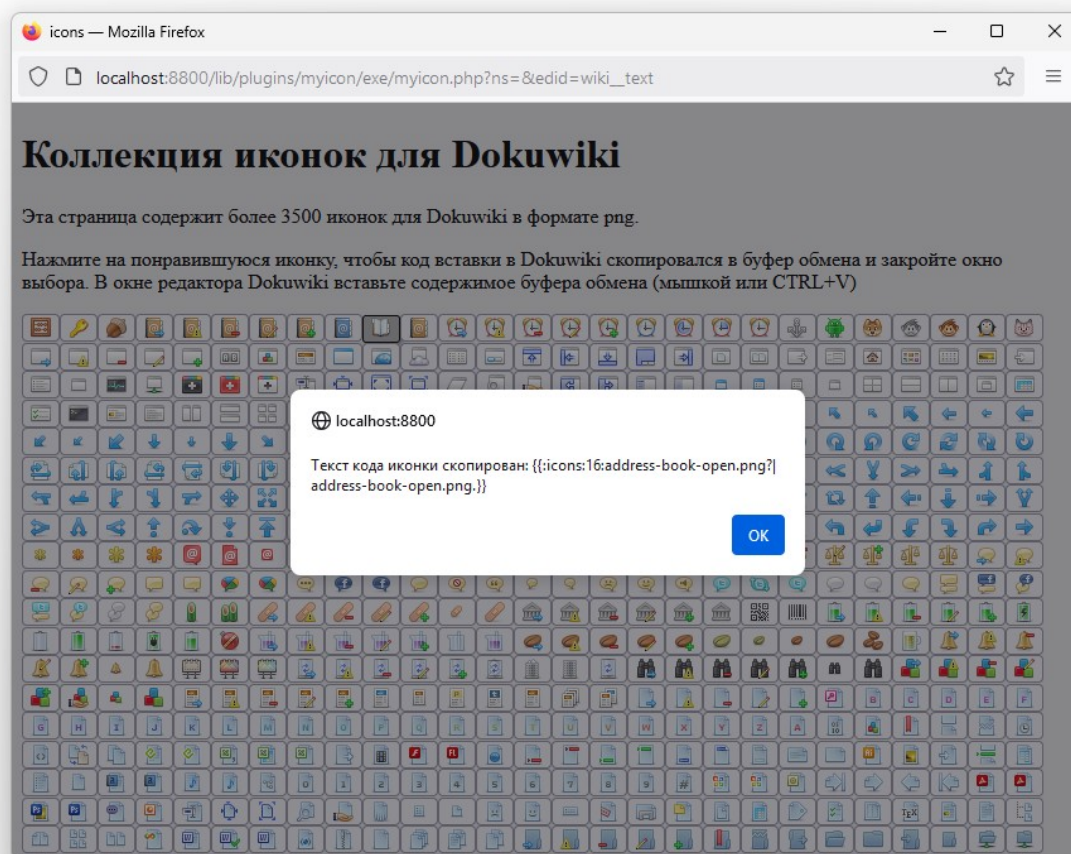 icons — Mozilla Firefox
localhost:8800/lib/plugins/myicon/exe/myicon.php?ns=&edid=wiki__text
Коллекция иконок для Dokuwiki
Эта страница содержит более 3500 иконок для Dokuwiki в формате png.
Нажмите на понравившуюся иконку, чтобы код вставки в Dokuwiki скопировался в буфер обмена и закройте окно
выбора. В окне редактора Dokuwiki вставьте содержимое буфера обмена (мышкой или CTRL+V)
localhost:8800
Текст кода иконки скопирован: {{:icons:16:address-book-open.png?|
address-book-open.png.}}
OK